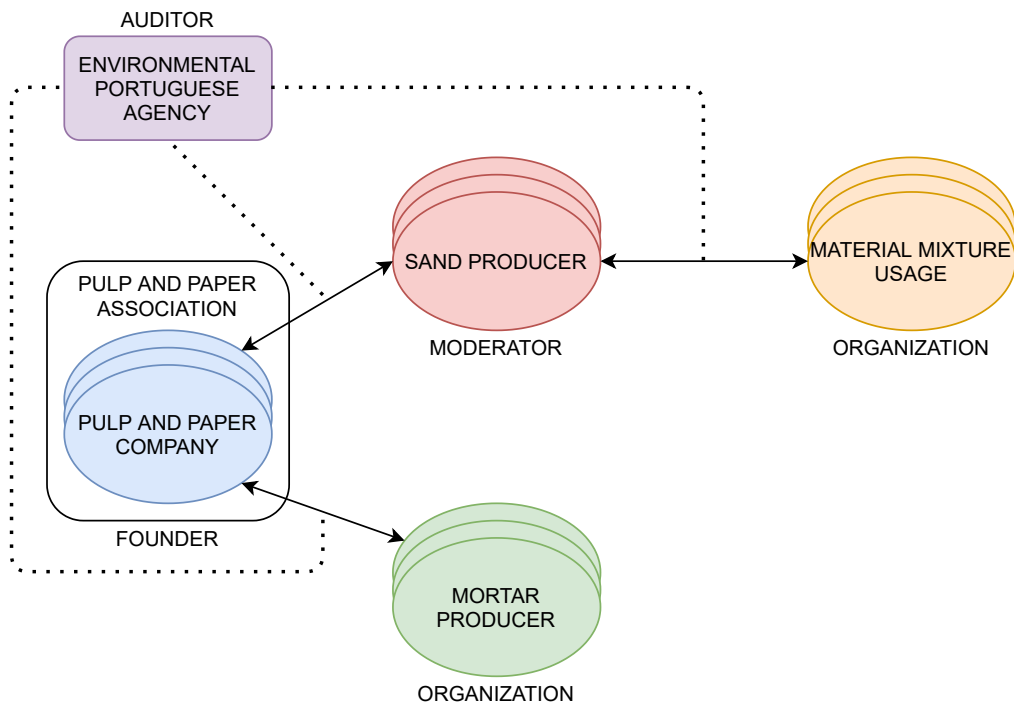 AUDITOR
ENVIRONMENTAL
PORTUGUESE
AGENCY
SAND PRODUCER
MODERATOR
MATERIAL MIXTURE
USAGE
ORGANIZATION
PULP AND PAPER
ASSOCIATION
PULP AND PAPER
COMPANY
FOUNDER
MORTAR
PRODUCER
ORGANIZATION